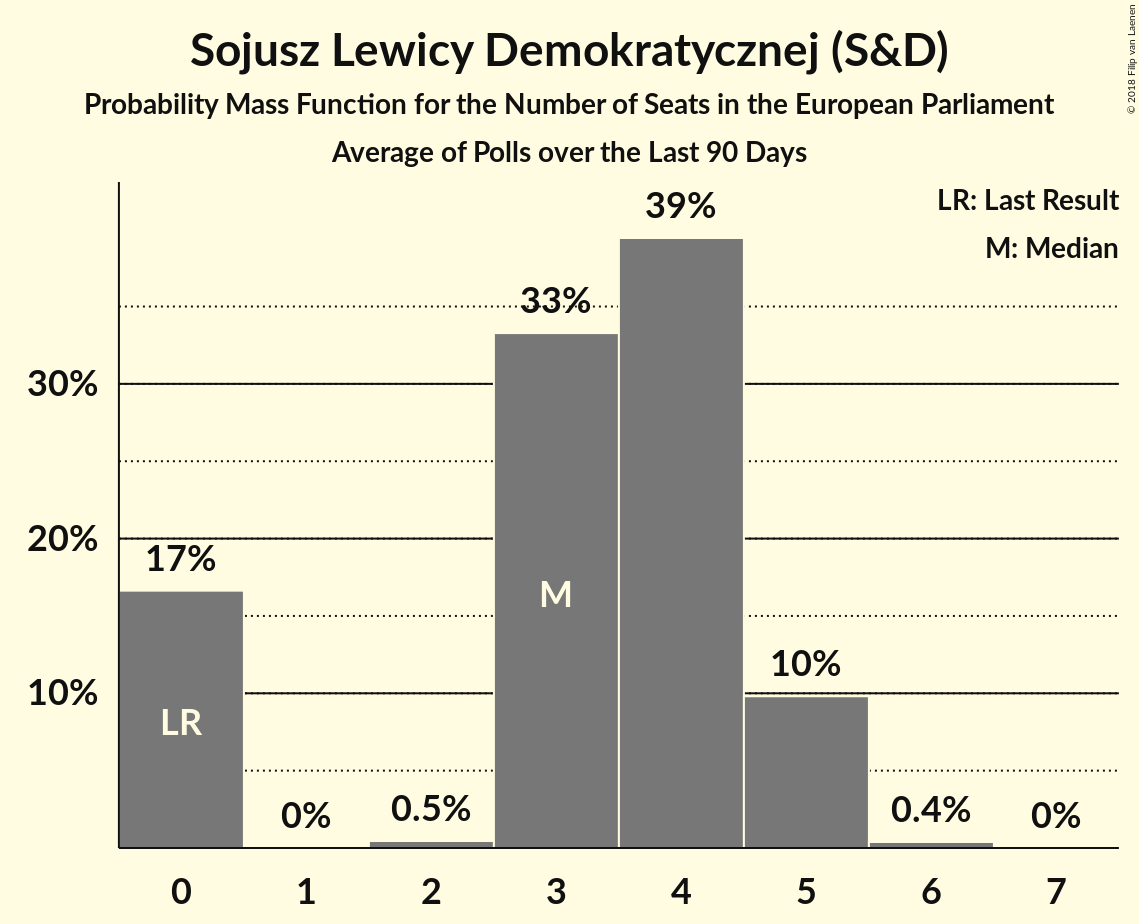 Sojusz Lewicy Demokratycznej (S&D)
Probability Mass Function for the Number of Seats in the European Parliament
Average of Polls over the Last 90 Days
© 2018 Filip van Laenen
LR: Last Result
M: Median
39%
33%
30%
20%
17%
M
10%
10%
LR
0%
0.5%
0.4%
0%
0 1 2 3 4 5 6 7